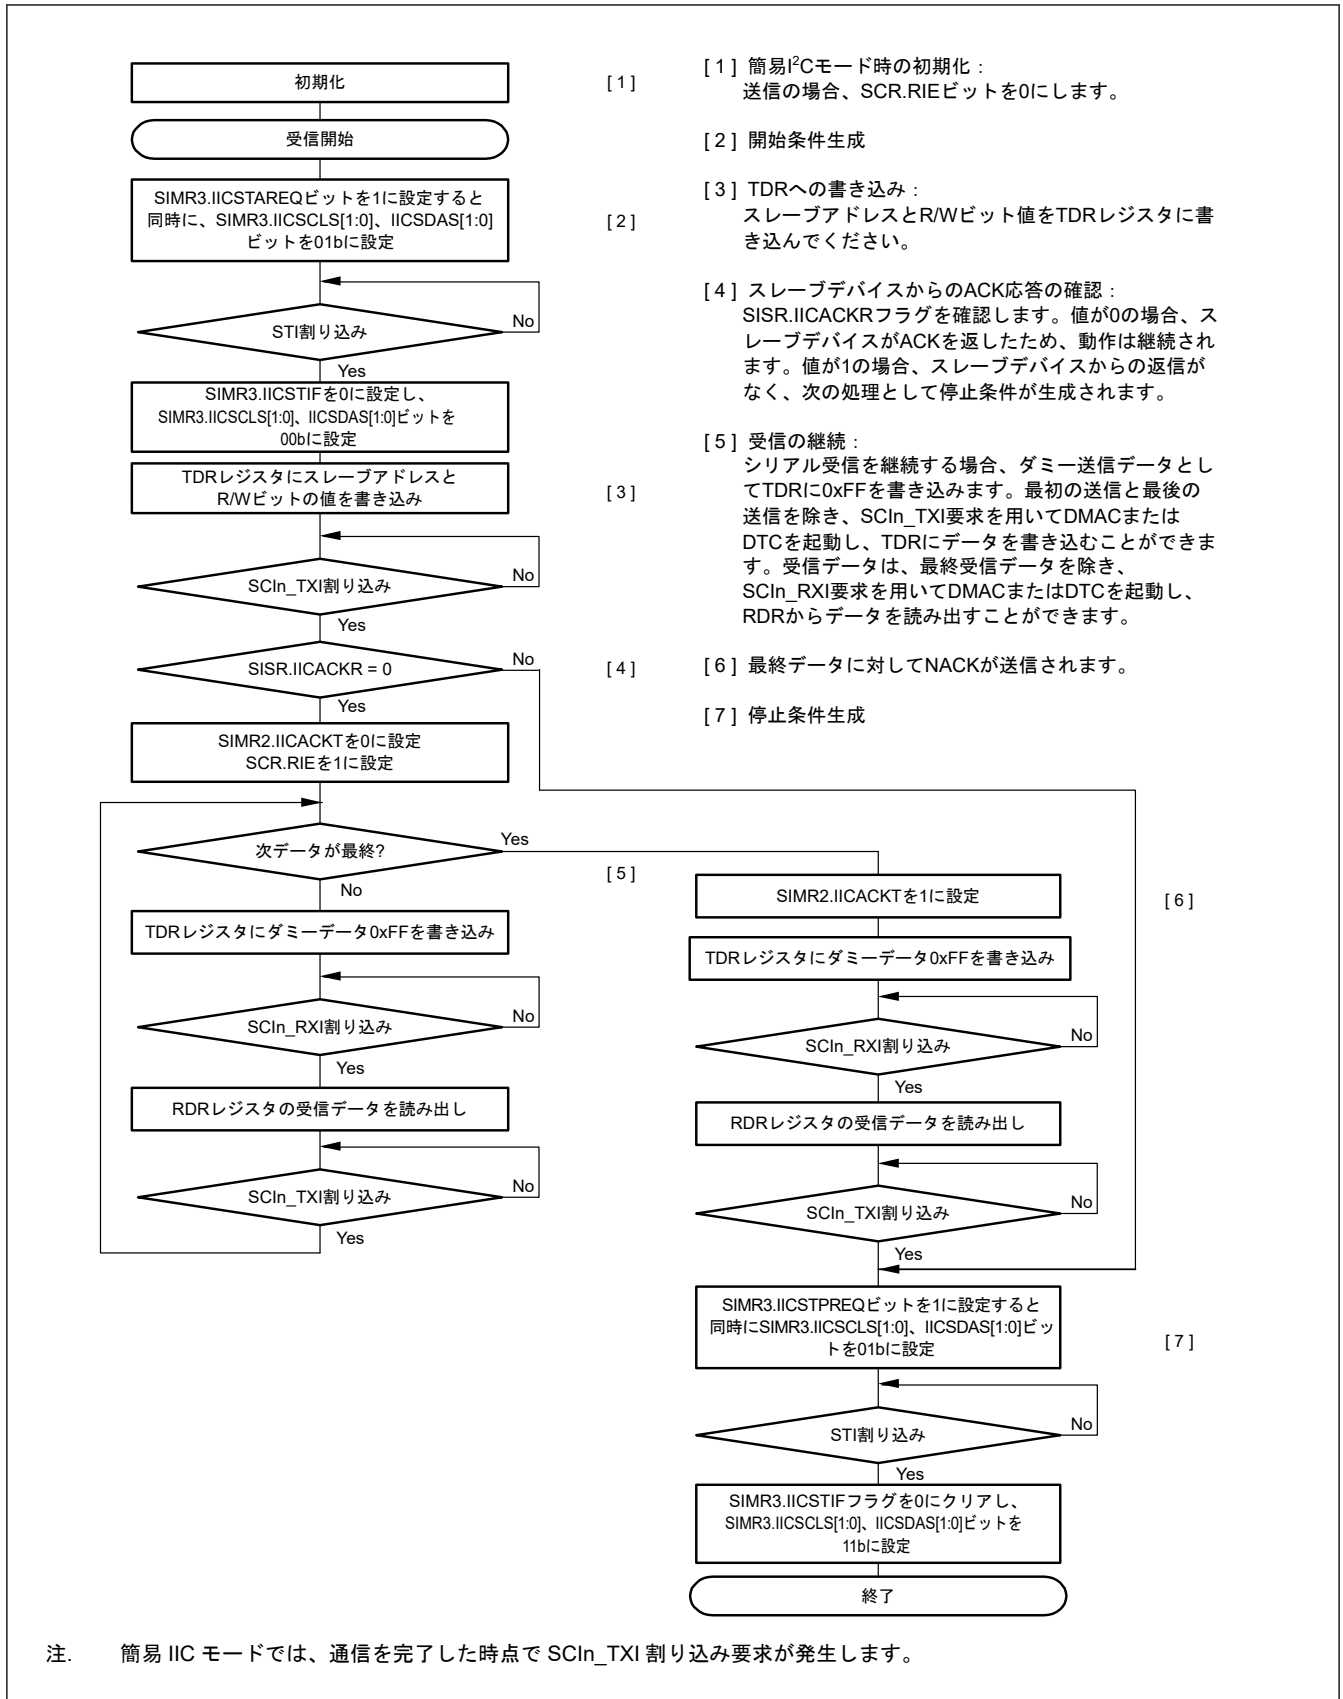 初期化
[ 1 ]
受信開始
SIMR3.IICSTAREQビットを1に設定すると
同時に、SIMR3.IICSCLS[1:0]、IICSDAS[1:0]
ビットを01bに設定
[ 2 ]
STI割り込み
No
Yes
SIMR3.IICSTIFを0に設定し、
SIMR3.IICSCLS[1:0]、IICSDAS[1:0]ビットを
00bに設定
TDRレジスタにスレーブアドレスと
R/Wビットの値を書き込み
[ 3 ]
SCIn_TXI割り込み
No
Yes
SISR.IICACKR = 0
No
[ 4 ]
Yes
SIMR2.IICACKTを0に設定
SCR.RIEを1に設定
次データが最終?
Yes
[ 5 ]
No
TDRレジスタにダミーデータ0xFFを書き込み
SCIn_RXI割り込み
No
Yes
RDRレジスタの受信データを読み出し
SCIn_TXI割り込み
No
Yes
[ 1 ] 簡易I²Cモード時の初期化：
送信の場合、SCR.RIEビットを0にします。
[ 2 ] 開始条件生成
[ 3 ] TDRへの書き込み：
スレーブアドレスとR/Wビット値をTDRレジスタに書
き込んでください。
[ 4 ] スレーブデバイスからのACK応答の確認：
SISR.IICACKRフラグを確認します。値が0の場合、ス
レーブデバイスがACKを返したため、動作は継続され
ます。値が1の場合、スレーブデバイスからの返信が
なく、次の処理として停止条件が生成されます。
[ 5 ] 受信の継続：
シリアル受信を継続する場合、ダミー送信データとし
てTDRに0xFFを書き込みます。最初の送信と最後の
送信を除き、SCIn_TXI要求を用いてDMACまたは
DTCを起動し、TDRにデータを書き込むことができま
す。受信データは、最終受信データを除き、
SCIn_RXI要求を用いてDMACまたはDTCを起動し、
RDRからデータを読み出すことができます。
[ 6 ] 最終データに対してNACKが送信されます。
[ 7 ] 停止条件生成
SIMR2.IICACKTを1に設定
[ 6 ]
TDRレジスタにダミーデータ0xFFを書き込み
SCIn_RXI割り込み
No
Yes
RDRレジスタの受信データを読み出し
SCIn_TXI割り込み
No
Yes
SIMR3.IICSTPREQビットを1に設定すると
同時にSIMR3.IICSCLS[1:0]、IICSDAS[1:0]ビッ
トを01bに設定
[ 7 ]
STI割り込み
No
Yes
SIMR3.IICSTIFフラグを0にクリアし、
SIMR3.IICSCLS[1:0]、IICSDAS[1:0]ビットを
11bに設定
終了
注. 簡易 IIC モードでは、通信を完了した時点で SCIn_TXI 割り込み要求が発生します。